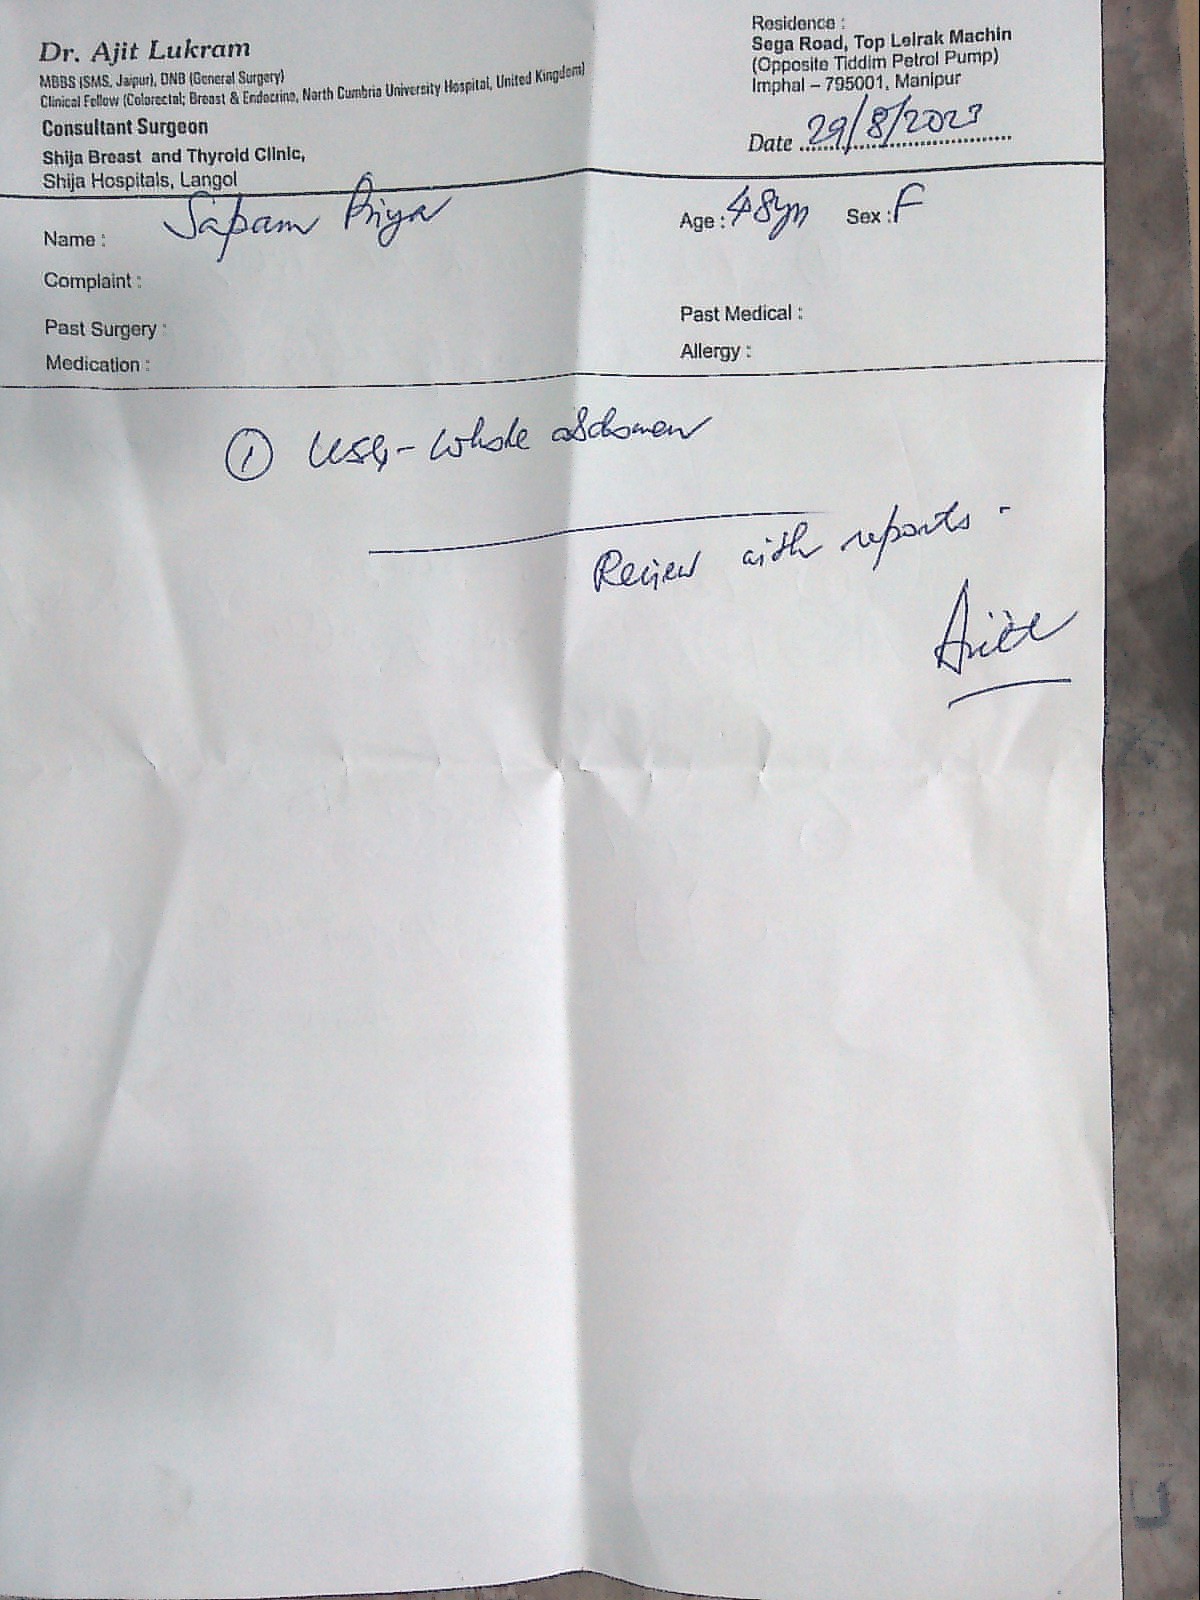 Dr. Ajit Lukram
MBBS (SMS, Jaipur), DNB (General Surgery)
Clinical Fellow (Colorectal; Breast & Endocrine, North Cumbria University Hospital, United Kingdom)
Consultant Surgeon
Shija Breast and Thyroid Clinic,
Shija Hospitals, Langol
Residence :
Sega Road, Top Leirak Machin
(Opposite Tiddim Petrol Pump)
Imphal – 795001, Manipur
Date 29/8/2023
Name : Sapam Priya
Age : 48yrs Sex : F
Complaint :
Past Surgery :
Past Medical :
Medication :
Allergy :
① USG - Whole abdomen
Review with reports -
Ajit